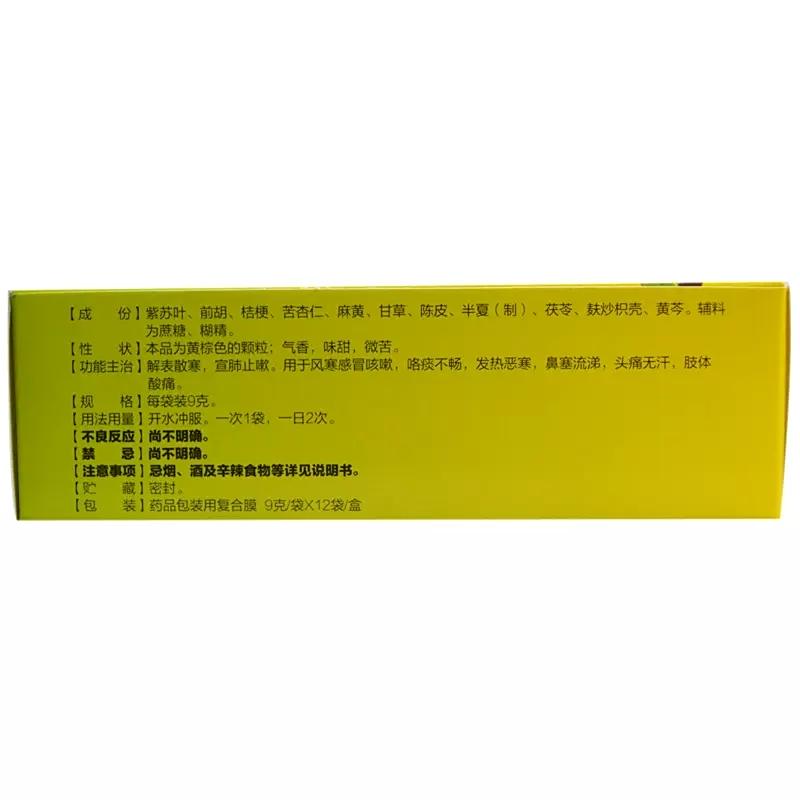 【成　份】紫苏叶、前胡、桔梗、苦杏仁、麻黄、甘草、陈皮、半夏（制）、茯苓、麸炒枳壳、黄芩。辅料
为蔗糖、糊精。
【性　状】本品为黄棕色的颗粒；气香，味甜，微苦。
【功能主治】解表散寒，宣肺止嗽。用于风寒感冒咳嗽，咯痰不畅，发热恶寒，鼻塞流涕，头痛无汗，肢体
酸痛。
【规　格】每袋装9克。
【用法用量】开水冲服。一次1袋，一日2次。
【不良反应】尚不明确。
【禁　忌】尚不明确。
【注意事项】忌烟、酒及辛辣食物等详见说明书。
【贮　藏】密封。
【包　装】药品包装用复合膜 9克/袋X12袋/盒